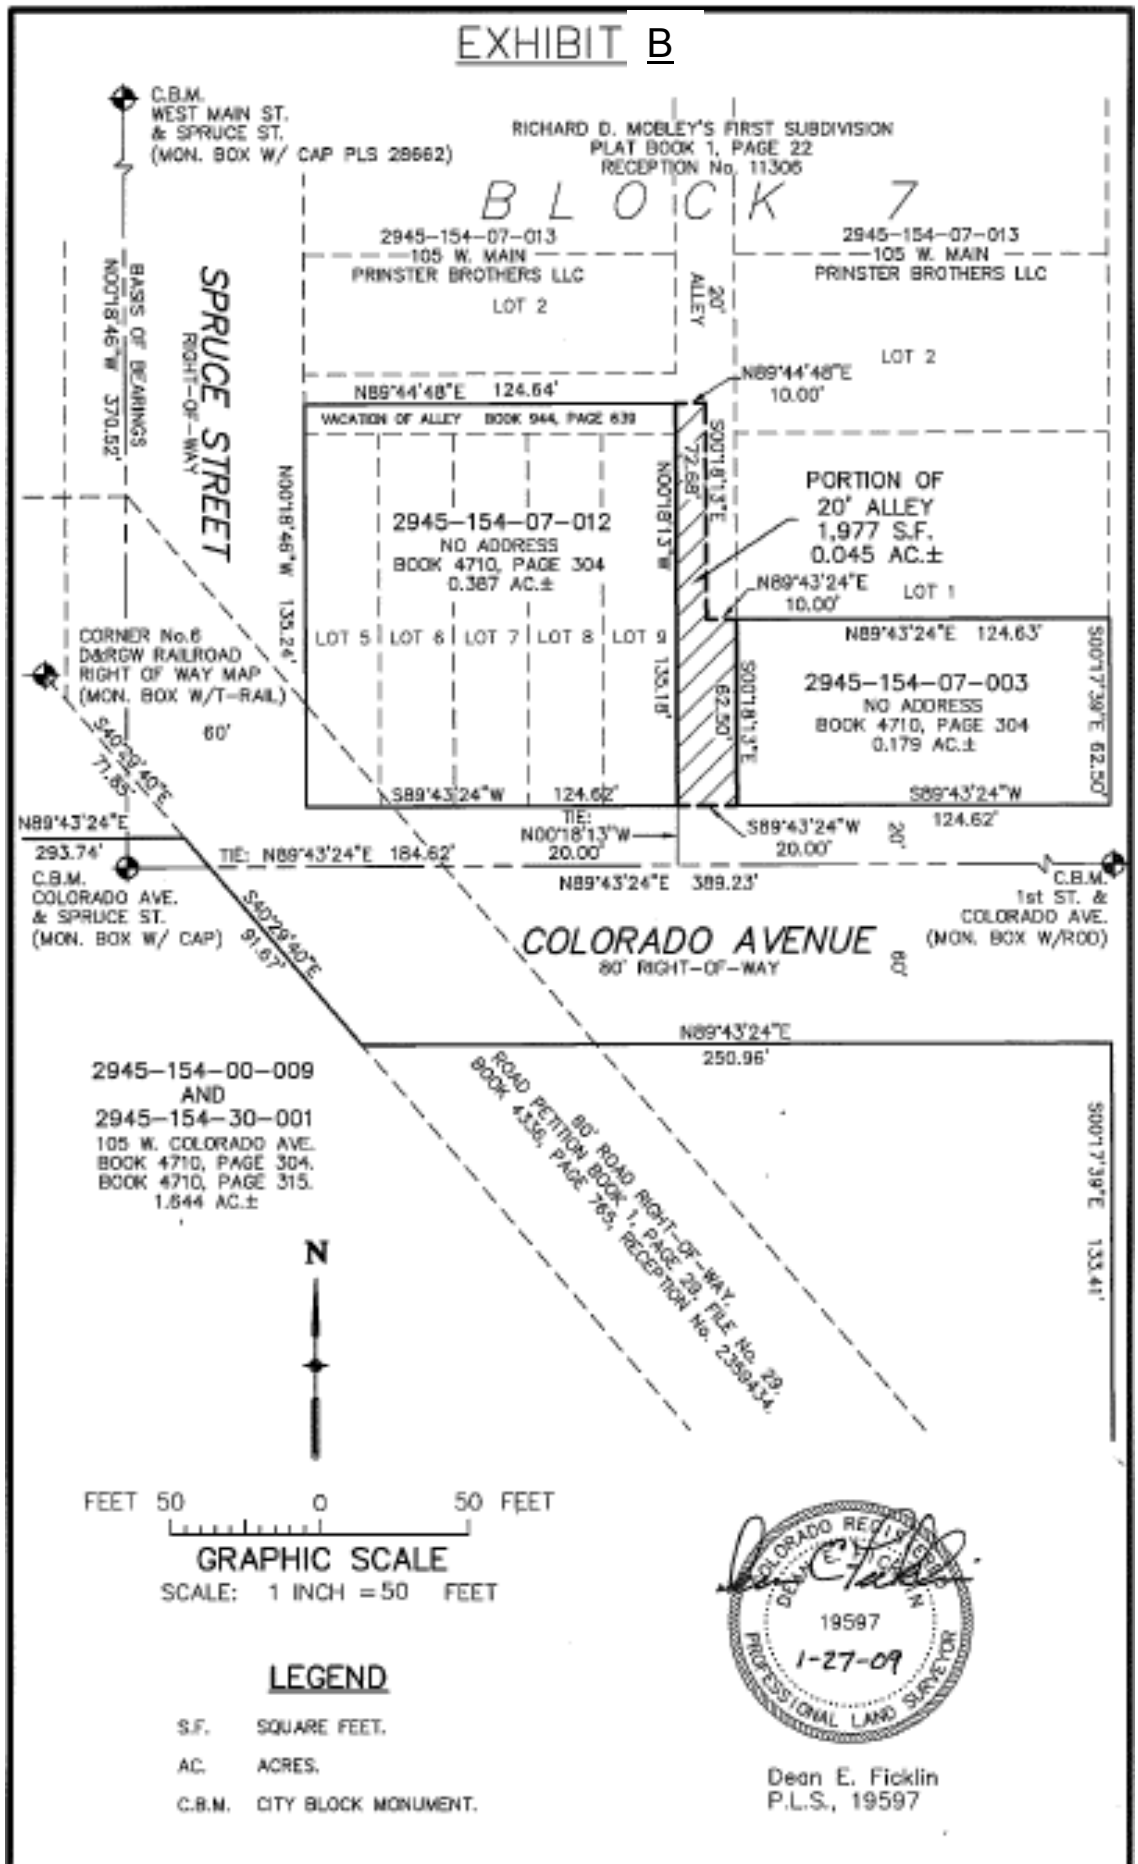 EXHIBIT B
C.B.M.
WEST MAIN ST.
& SPRUCE ST.
(MON. BOX W/ CAP PLS 28662)
RICHARD D. MOBLEY'S FIRST SUBDIVISION
PLAT BOOK 1, PAGE 22
RECEPTION No. 11306
BLOCK 7
2945-154-07-013
105 W. MAIN
PRINSTER BROTHERS LLC
LOT 2
2945-154-07-013
105 W. MAIN
PRINSTER BROTHERS LLC
LOT 2
20'
ALLEY
BASIS OF BEARINGS
N00°18'46"W 370.52'
SPRUCE STREET
RIGHT-OF-WAY
N89°44'48"E 124.64'
N89°44'48"E
10.00'
VACATION OF ALLEY BOOK 944, PAGE 639
S00°18'13"E
72.68'
N00°18'13"W
135.18'
N00°18'46"W 135.24'
2945-154-07-012
NO ADDRESS
BOOK 4710, PAGE 304
0.387 AC.±
PORTION OF
20' ALLEY
1,977 S.F.
0.045 AC.±
N89°43'24"E
10.00'
LOT 1
LOT 5
LOT 6
LOT 7
LOT 8
LOT 9
N89°43'24"E 124.63'
2945-154-07-003
NO ADDRESS
BOOK 4710, PAGE 304
0.179 AC.±
S00°17'39"E 62.50'
S00°18'13"E
62.50'
CORNER No.6
D&RGW RAILROAD
RIGHT OF WAY MAP
(MON. BOX W/T-RAIL)
60'
S40°29'40"E
71.85'
S89°43'24"W 124.62'
S89°43'24"W
124.62'
TIE:
N00°18'13"W
20.00'
S89°43'24"W
20.00'
20'
N89°43'24"E
293.74'
TIE: N89°43'24"E 184.62'
N89°43'24"E 389.23'
C.B.M.
COLORADO AVE.
& SPRUCE ST.
(MON. BOX W/ CAP)
S40°29'40"E
91.67'
C.B.M.
1st ST. &
COLORADO AVE.
(MON. BOX W/ROD)
COLORADO AVENUE
80' RIGHT-OF-WAY
60'
N89°43'24"E
250.96'
2945-154-00-009
AND
2945-154-30-001
105 W. COLORADO AVE.
BOOK 4710, PAGE 304.
BOOK 4710, PAGE 315.
1.644 AC.±
80' ROAD RIGHT-OF-WAY,
ROAD PETITION BOOK 1, PAGE 28, FILE No. 29,
BOOK 4336, PAGE 765, RECEPTION No. 2359434.
S00°17'39"E 133.41'
N
FEET 50 0 50 FEET
GRAPHIC SCALE
SCALE: 1 INCH = 50 FEET
LEGEND
S.F. SQUARE FEET.
AC. ACRES.
C.B.M. CITY BLOCK MONUMENT.
COLORADO REGISTERED
DEAN E. FICKLIN
19597
1-27-09
PROFESSIONAL LAND SURVEYOR
Dean E. Ficklin
P.L.S., 19597